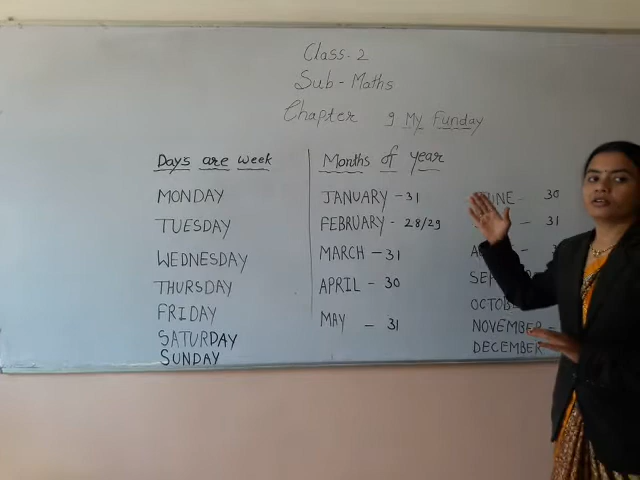 Class-2
Sub-Maths
Chapter 9 My Funday
Days are week
MONDAY
TUESDAY
WEDNESDAY
THURSDAY
FRIDAY
SATURDAY
SUNDAY
Months of year
JANUARY - 31
FEBRUARY - 28/29
MARCH - 31
APRIL - 30
MAY - 31
30
- 31
NOVEMBER -
DECEMBER